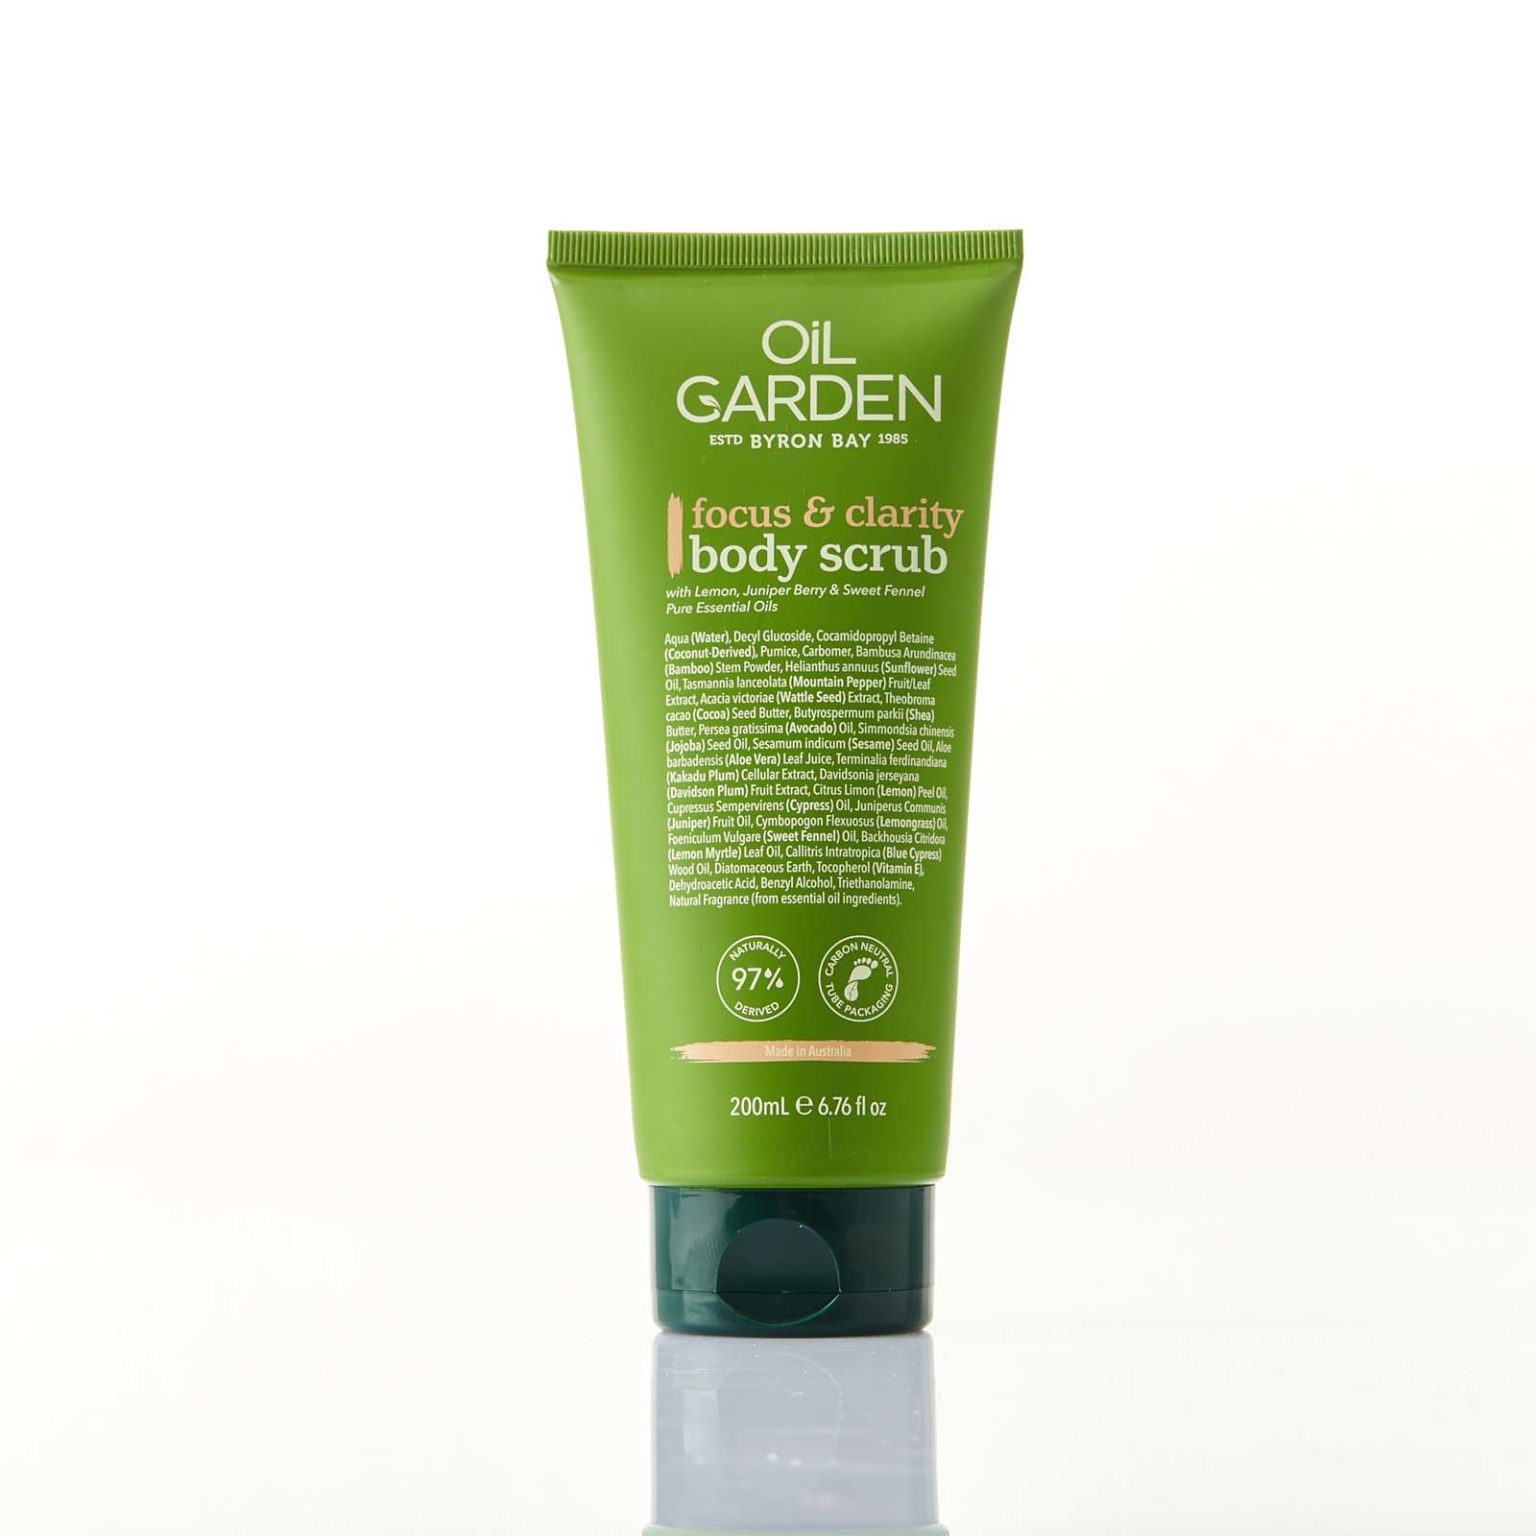 OiL
GARDEN
ESTD BYRON BAY 1985
focus & clarity
body scrub
with Lemon, Juniper Berry & Sweet Fennel
Pure Essential Oils
Aqua (Water), Decyl Glucoside, Cocamidopropyl Betaine
(Coconut-Derived), Pumice, Carbomer, Bambusa Arundinacea
(Bamboo) Stem Powder, Helianthus annuus (Sunflower) Seed
Oil, Tasmannia lanceolata (Mountain Pepper) Fruit/Leaf
Extract, Acacia victoriae (Wattle Seed) Extract, Theobroma
cacao (Cocoa) Seed Butter, Butyrospermum parkii (Shea)
Butter, Persea gratissima (Avocado) Oil, Simmondsia chinensis
(Jojoba) Seed Oil, Sesamum indicum (Sesame) Seed Oil, Aloe
barbadensis (Aloe Vera) Leaf Juice, Terminalia ferdinandiana
(Kakadu Plum) Cellular Extract, Davidsonia jerseyana
(Davidson Plum) Fruit Extract, Citrus Limon (Lemon) Peel Oil,
Cupressus Sempervirens (Cypress) Oil, Juniperus Communis
(Juniper) Fruit Oil, Cymbopogon Flexuosus (Lemongrass) Oil,
Foeniculum Vulgare (Sweet Fennel) Oil, Backhousia Citridora
(Lemon Myrtle) Leaf Oil, Callitris Intratropica (Blue Cypress)
Wood Oil, Diatomaceous Earth, Tocopherol (Vitamin E),
Dehydroacetic Acid, Benzyl Alcohol, Triethanolamine,
Natural Fragrance (from essential oil ingredients).
NATURALLY
97%
DERIVED
CARBON NEUTRAL
TUBE PACKAGING
Made in Australia
200mL ℮ 6.76 fl oz